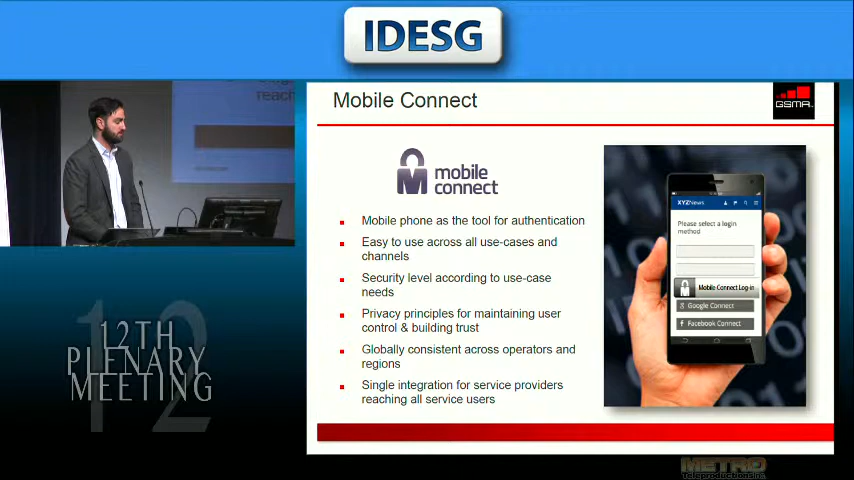 IDESG
reach
Mobile Connect
GSMA
mobile
connect
Mobile phone as the tool for authentication
Easy to use across all use-cases and
channels
Security level according to use-case
needs
Privacy principles for maintaining user
control & building trust
Globally consistent across operators and
regions
Single integration for service providers
reaching all service users
XYZNews
Please select a login
method
Mobile Connect Log-in
Google Connect
Facebook Connect
12
12TH
PLENARY
MEETING
METRO
Teleproductions Inc